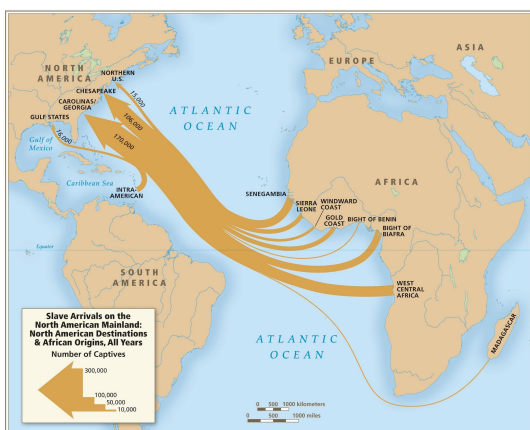 ASIA
EUROPE
NORTH
AMERICA
NORTHERN
U.S.
CHESAPEAKE
CAROLINAS/
GEORGIA
GULF STATES
15,000
106,000
170,000
16,000
ATLANTIC
OCEAN
Gulf of
Mexico
Caribbean Sea
INTRA-
AMERICAN
AFRICA
SENEGAMBIA
SIERRA
LEONE
WINDWARD
COAST
GOLD
COAST
BIGHT OF BENIN
BIGHT OF
BIAFRA
Equator
SOUTH
AMERICA
WEST
CENTRAL
AFRICA
MADAGASCAR
ATLANTIC
OCEAN
Slave Arrivals on the
North American Mainland:
North American Destinations
& African Origins, All Years
Number of Captives
300,000
100,000
50,000
10,000
0 500 1000 kilometers
0 500 1000 miles